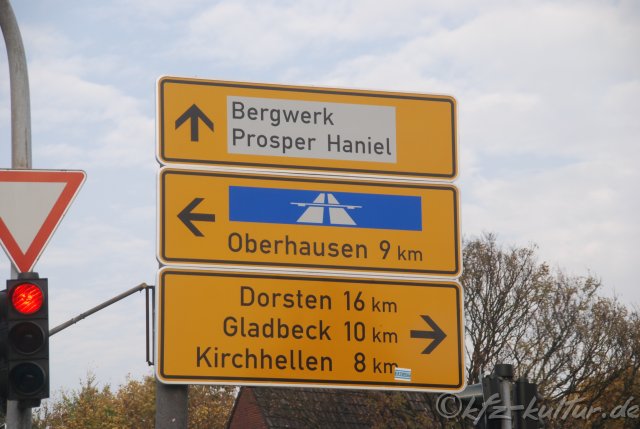 Bergwerk
Prosper Haniel
Oberhausen 9 km
Dorsten 16 km
Gladbeck 10 km
Kirchhellen 8 km
©kfz-kultur.de